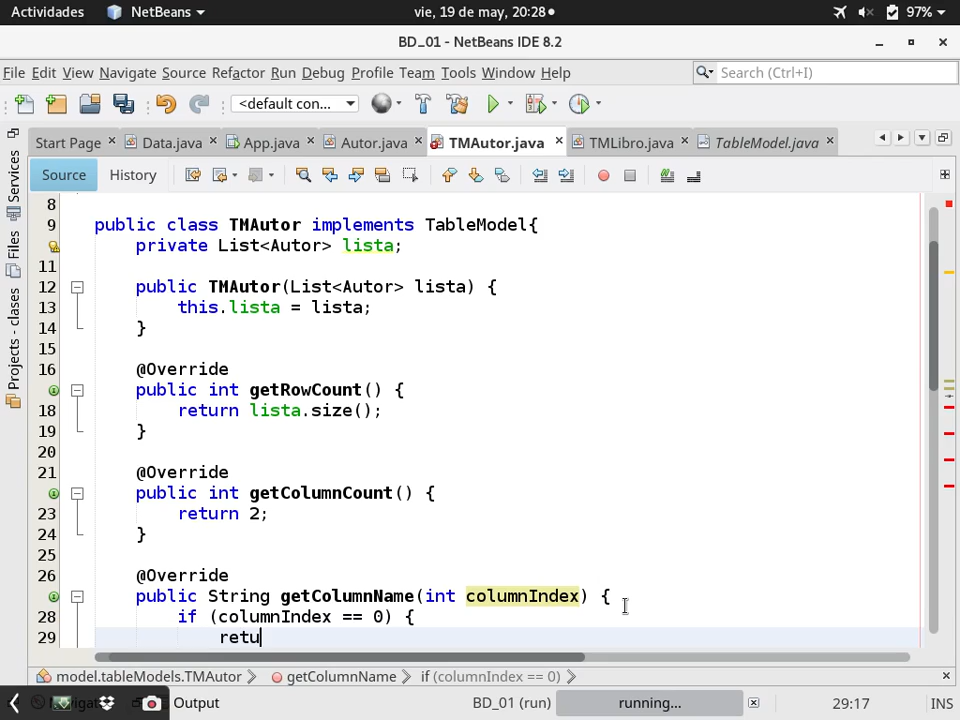 Actividades NetBeans vie, 19 de may, 20:28 97%
BD_01 - NetBeans IDE 8.2
File Edit View Navigate Source Refactor Run Debug Profile Team Tools Window Help Search (Ctrl+I)
<default con...
Start Page Data.java App.java Autor.java TMAutor.java TMLibro.java TableModel.java
Source History
Services
Files
Projects - clases
8
9 public class TMAutor implements TableModel{
private List<Autor> lista;
11
12 public TMAutor(List<Autor> lista) {
13 this.lista = lista;
14 }
15
16 @Override
public int getRowCount() {
18 return lista.size();
19 }
20
21 @Override
public int getColumnCount() {
23 return 2;
24 }
25
26 @Override
public String getColumnName(int columnIndex) {
28 if (columnIndex == 0) {
29 retu
model.tableModels.TMAutor getColumnName if (columnIndex == 0)
Output BD_01 (run) running... 29:17 INS